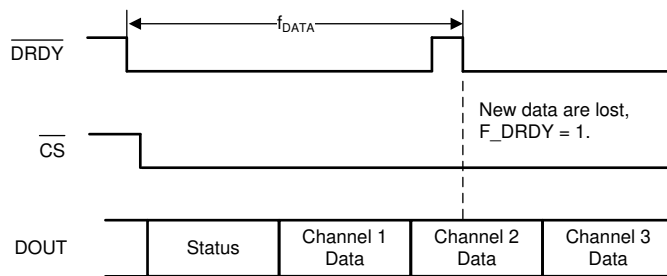 fDATA
DRDY
New data are lost,
F_DRDY = 1.
CS
DOUT
Status
Channel 1
Data
Channel 2
Data
Channel 3
Data